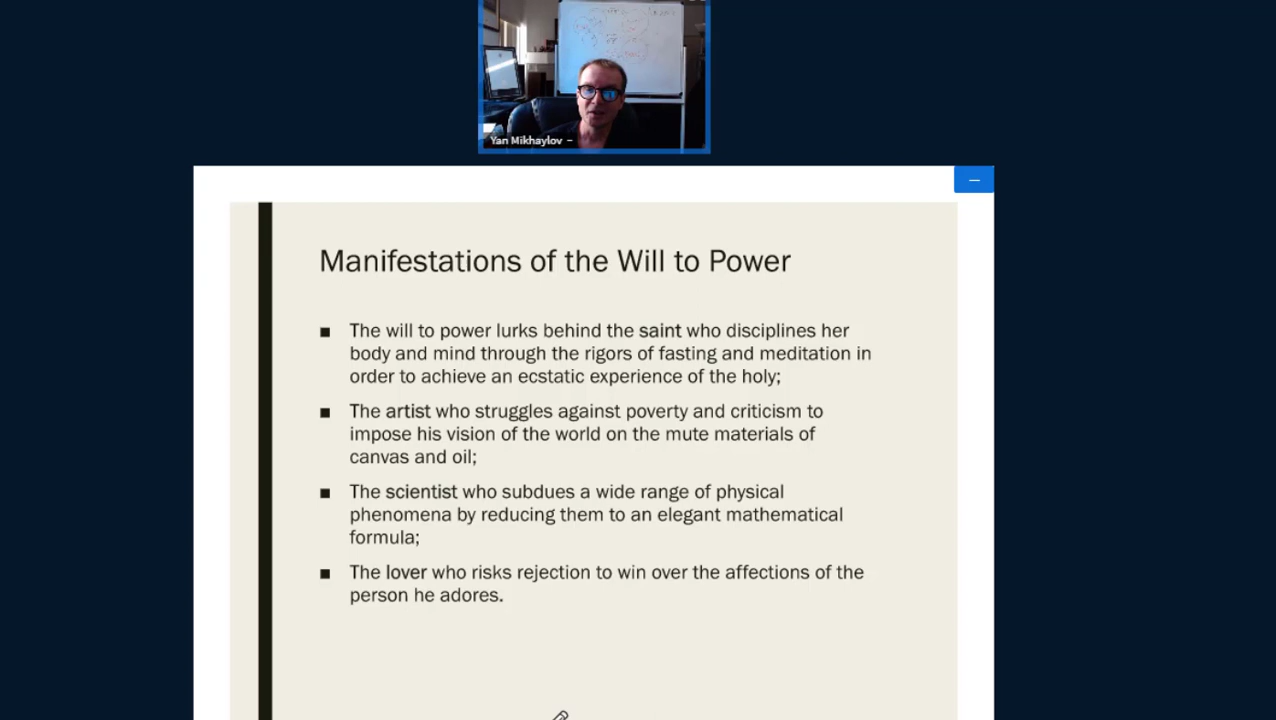 Yan Mikhaylov –
Manifestations of the Will to Power
■ The will to power lurks behind the saint who disciplines her
body and mind through the rigors of fasting and meditation in
order to achieve an ecstatic experience of the holy;
■ The artist who struggles against poverty and criticism to
impose his vision of the world on the mute materials of
canvas and oil;
■ The scientist who subdues a wide range of physical
phenomena by reducing them to an elegant mathematical
formula;
■ The lover who risks rejection to win over the affections of the
person he adores.